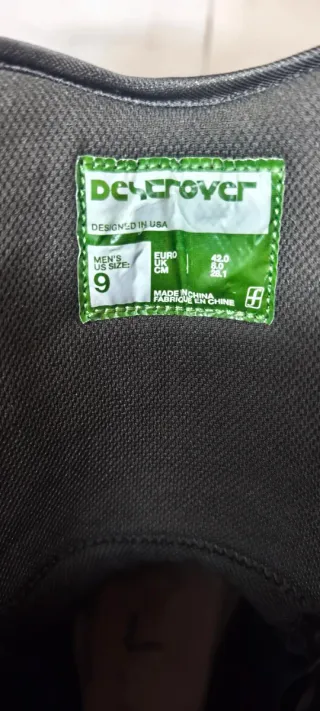 Destroyer
DESIGNED IN USA
MEN'S
US SIZE:
9
EURO 42.0
UK 8.0
CM 26.1
MADE IN CHINA
FABRIQUE EN CHINE
L